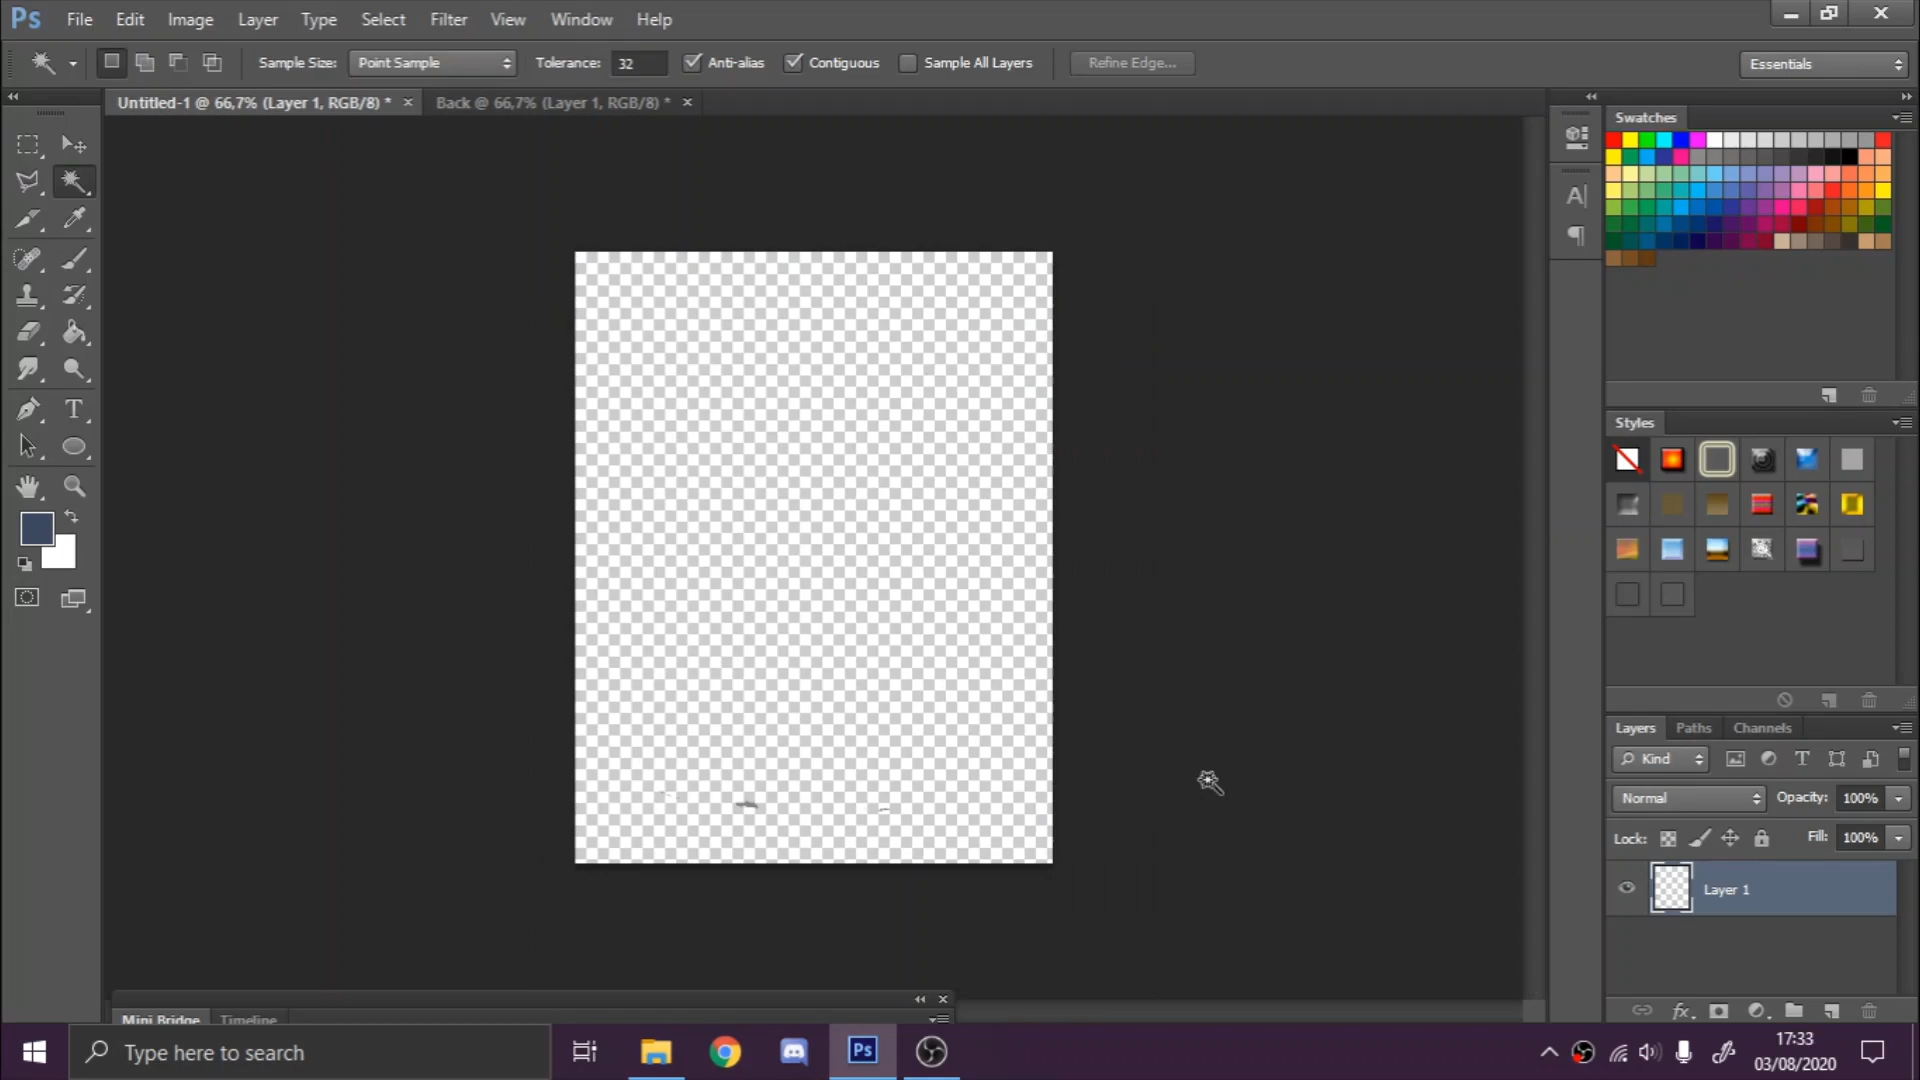 Ps File Edit Image Layer Type Select Filter View Window Help
Sample Size: Point Sample Tolerance: 32 Anti-alias Contiguous Sample All Layers Refine Edge... Essentials
Untitled-1 @ 66,7% (Layer 1, RGB/8) * Back @ 66,7% (Layer 1, RGB/8) *
Swatches
Styles
Layers Paths Channels
Kind
Normal Opacity: 100%
Lock: Fill: 100%
Layer 1
Mini Bridge Timeline
Type here to search
Ps
17:33
03/08/2020